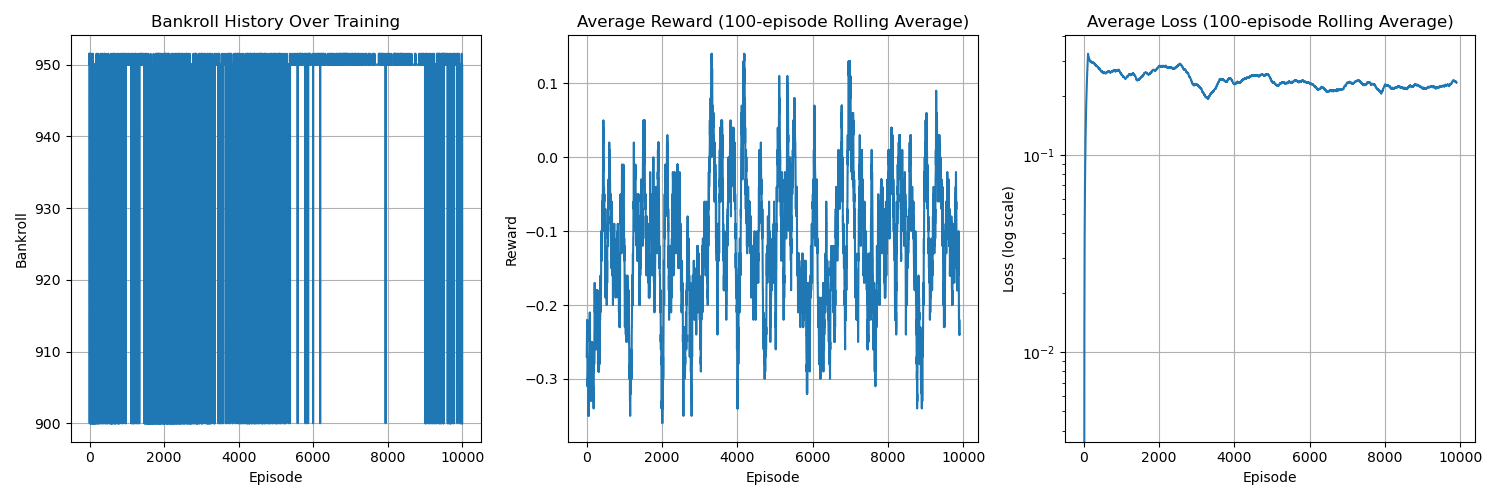 Bankroll History Over Training
Bankroll
950
940
930
920
910
900
0 2000 4000 6000 8000 10000
Episode
Average Reward (100-episode Rolling Average)
Reward
0.1
0.0
−0.1
−0.2
−0.3
0 2000 4000 6000 8000 10000
Episode
Average Loss (100-episode Rolling Average)
Loss (log scale)
10⁻¹
10⁻²
0 2000 4000 6000 8000 10000
Episode